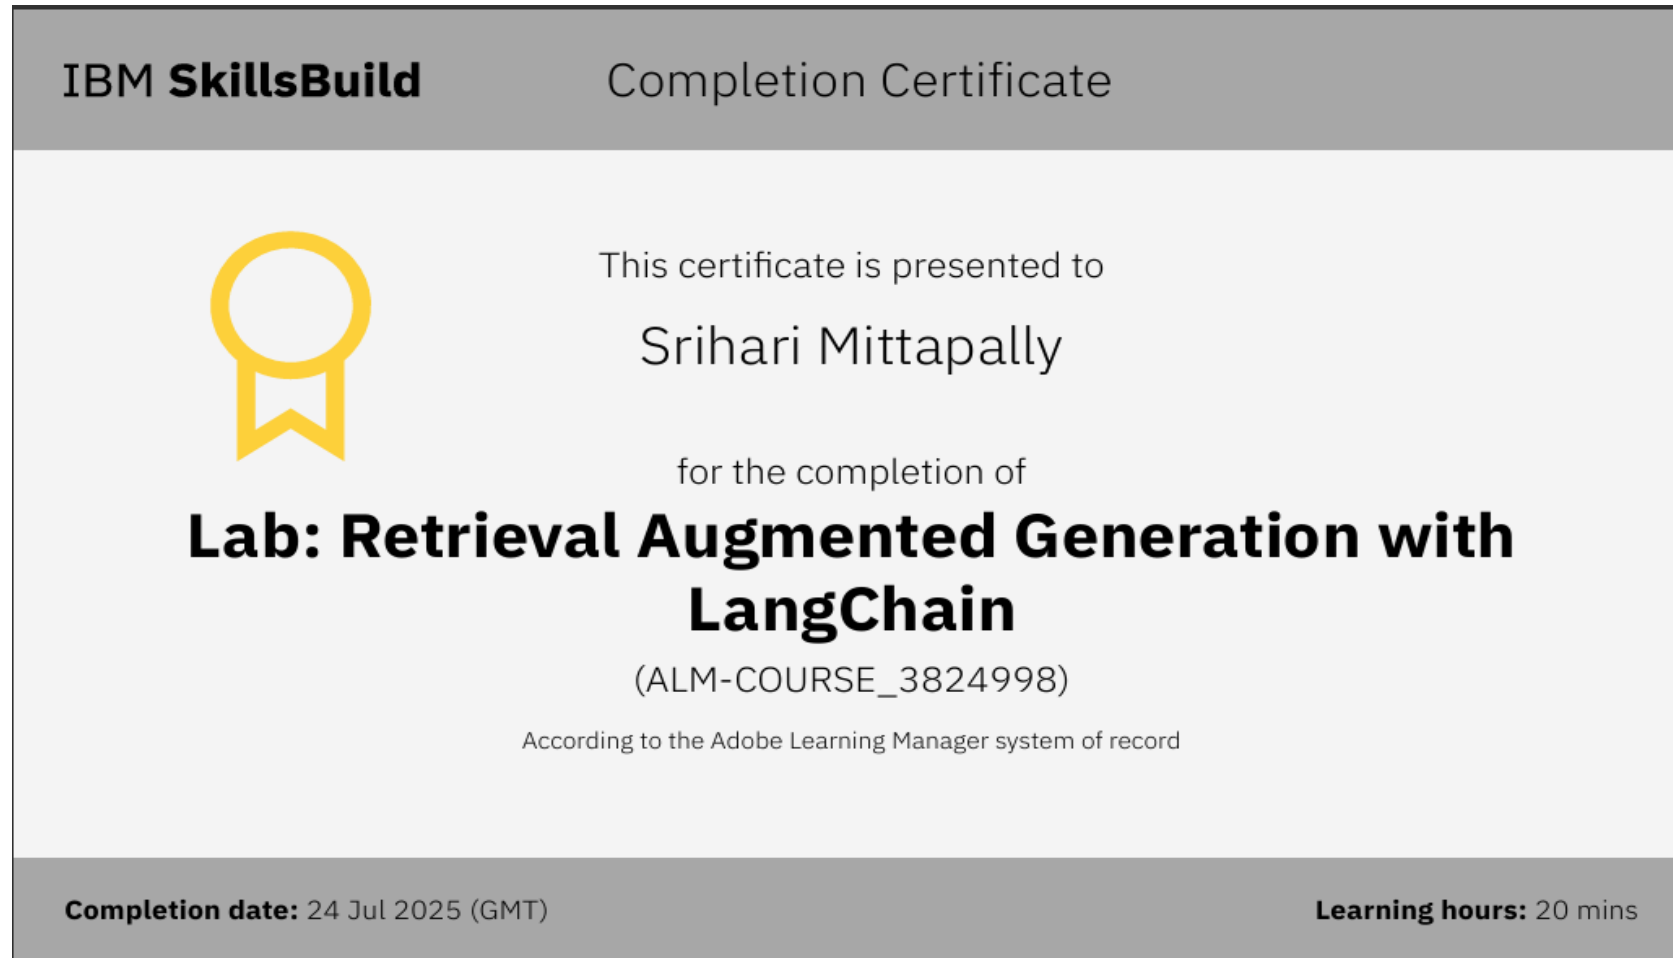 IBM SkillsBuild
Completion Certificate
This certificate is presented to
Srihari Mittapally
for the completion of
Lab: Retrieval Augmented Generation with
LangChain
(ALM-COURSE_3824998)
According to the Adobe Learning Manager system of record
Completion date: 24 Jul 2025 (GMT)
Learning hours: 20 mins